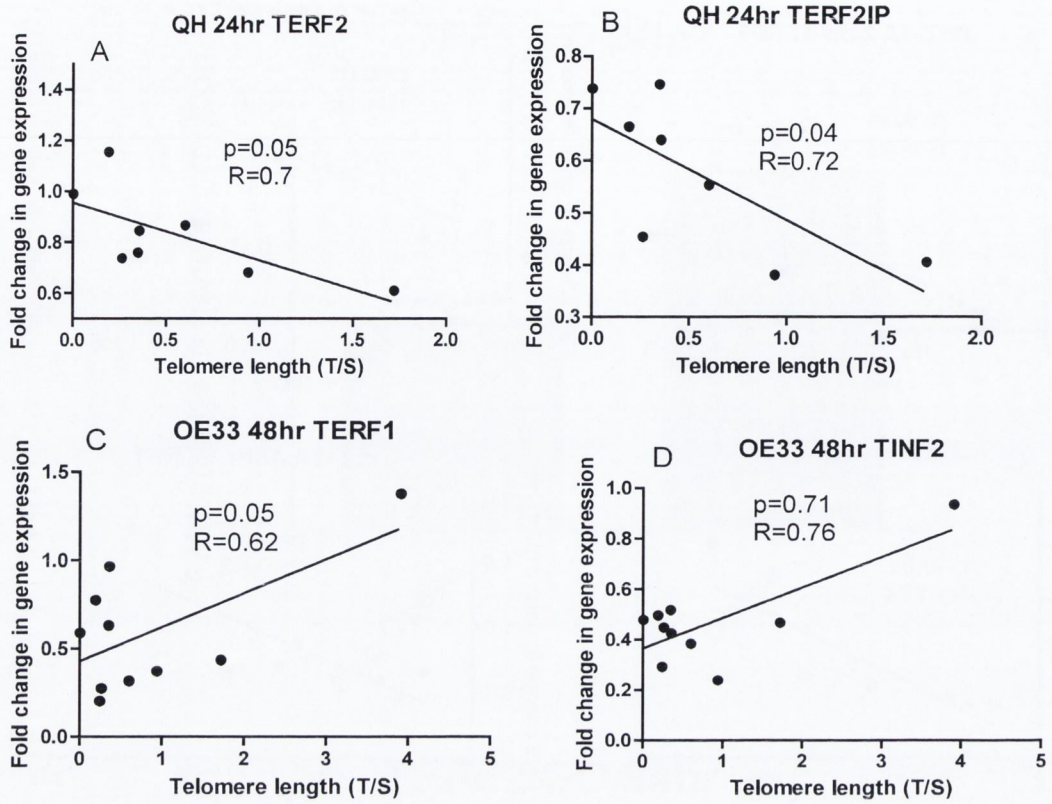 QH 24hr TERF2
A
Fold change in gene expression
1.4
1.2
1.0
0.8
0.6
p=0.05
R=0.7
0.0 0.5 1.0 1.5 2.0
Telomere length (T/S)
QH 24hr TERF2IP
B
Fold change in gene expression
0.8
0.7
0.6
0.5
0.4
0.3
p=0.04
R=0.72
0.0 0.5 1.0 1.5 2.0
Telomere length (T/S)
OE33 48hr TERF1
C
Fold change in gene expression
1.5
1.0
0.5
0.0
p=0.05
R=0.62
0 1 2 3 4 5
Telomere length (T/S)
OE33 48hr TINF2
D
Fold change in gene expression
1.0
0.8
0.6
0.4
0.2
0.0
p=0.71
R=0.76
0 1 2 3 4 5
Telomere length (T/S)